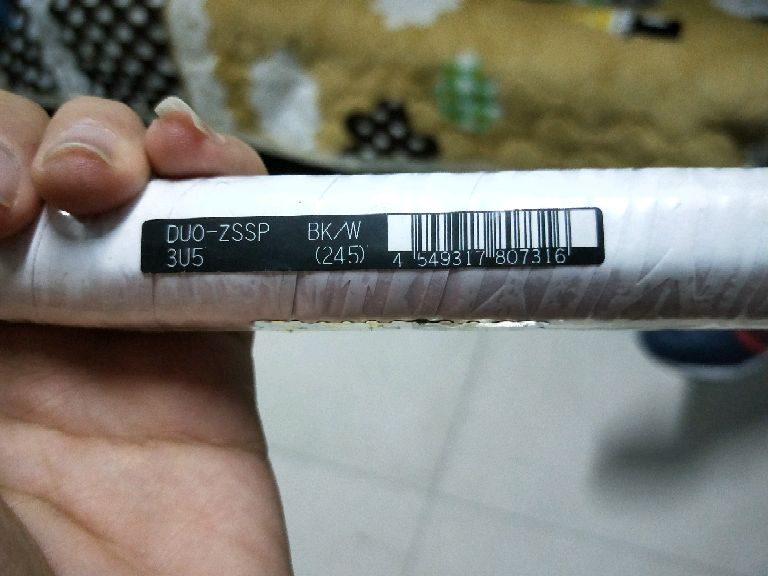 DUO-ZSSP BK/W
3U5 (245) 4 549317 807316